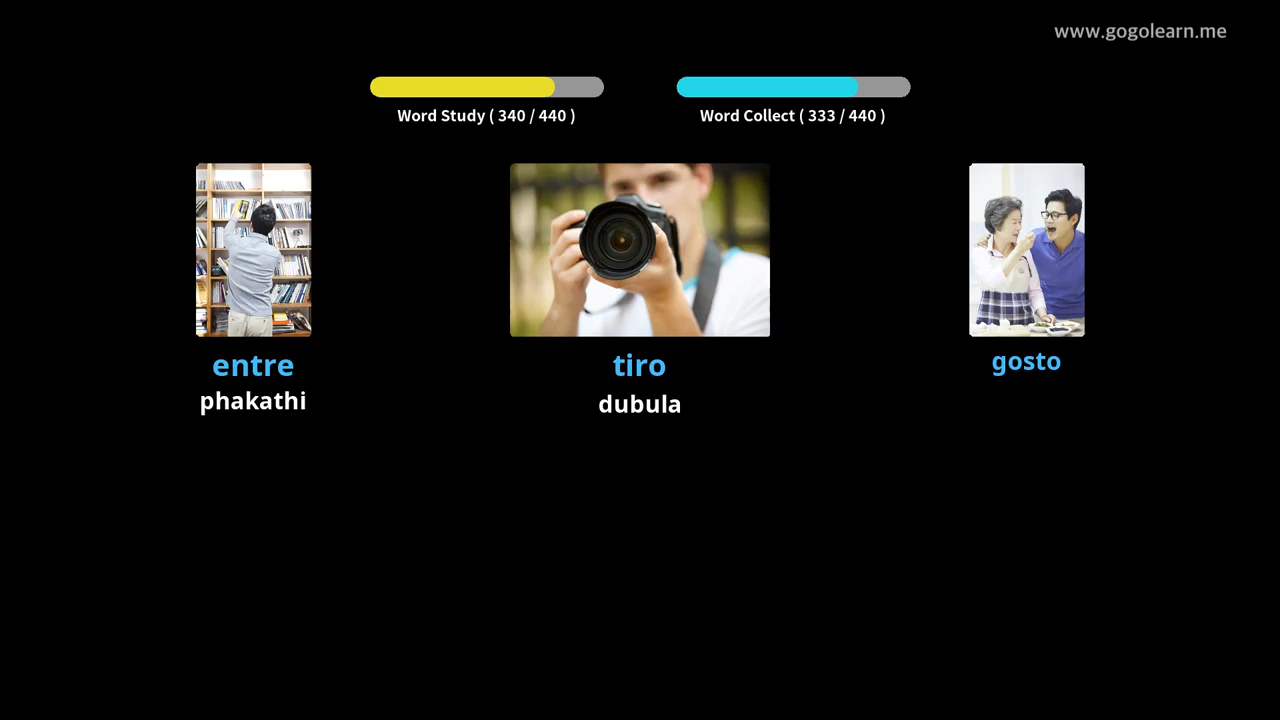 www.gogolearn.me
Word Study ( 340 / 440 )
Word Collect ( 333 / 440 )
entre
phakathi
tiro
dubula
gosto